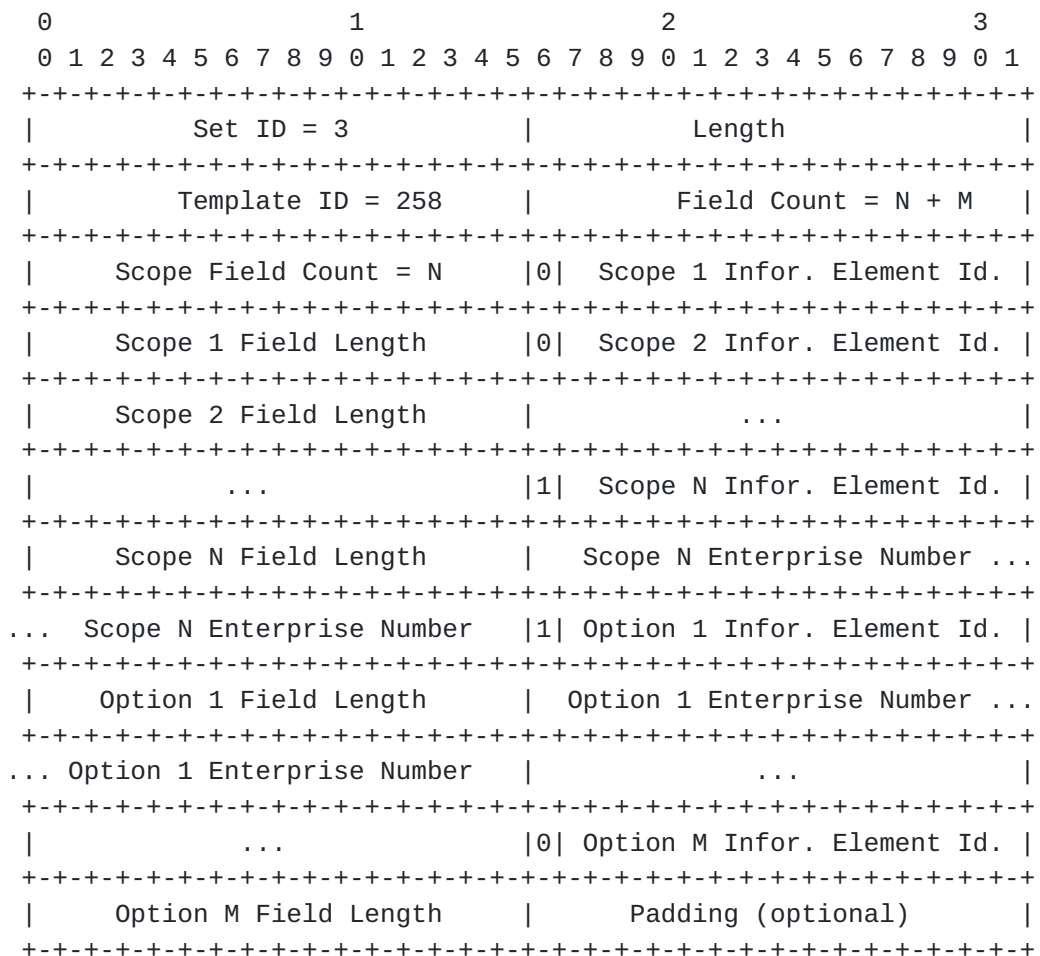 0                   1                   2                   3
 0 1 2 3 4 5 6 7 8 9 0 1 2 3 4 5 6 7 8 9 0 1 2 3 4 5 6 7 8 9 0 1
+-+-+-+-+-+-+-+-+-+-+-+-+-+-+-+-+-+-+-+-+-+-+-+-+-+-+-+-+-+-+-+-+
|          Set ID = 3           |          Length               |
+-+-+-+-+-+-+-+-+-+-+-+-+-+-+-+-+-+-+-+-+-+-+-+-+-+-+-+-+-+-+-+-+
|         Template ID = 258     |         Field Count = N + M   |
+-+-+-+-+-+-+-+-+-+-+-+-+-+-+-+-+-+-+-+-+-+-+-+-+-+-+-+-+-+-+-+-+
|     Scope Field Count = N     |0|  Scope 1 Infor. Element Id. |
+-+-+-+-+-+-+-+-+-+-+-+-+-+-+-+-+-+-+-+-+-+-+-+-+-+-+-+-+-+-+-+-+
|     Scope 1 Field Length      |0|  Scope 2 Infor. Element Id. |
+-+-+-+-+-+-+-+-+-+-+-+-+-+-+-+-+-+-+-+-+-+-+-+-+-+-+-+-+-+-+-+-+
|     Scope 2 Field Length      |             ...               |
+-+-+-+-+-+-+-+-+-+-+-+-+-+-+-+-+-+-+-+-+-+-+-+-+-+-+-+-+-+-+-+-+
|            ...                |1|  Scope N Infor. Element Id. |
+-+-+-+-+-+-+-+-+-+-+-+-+-+-+-+-+-+-+-+-+-+-+-+-+-+-+-+-+-+-+-+-+
|     Scope N Field Length      |   Scope N Enterprise Number ...
+-+-+-+-+-+-+-+-+-+-+-+-+-+-+-+-+-+-+-+-+-+-+-+-+-+-+-+-+-+-+-+-+
...  Scope N Enterprise Number   |1| Option 1 Infor. Element Id. |
+-+-+-+-+-+-+-+-+-+-+-+-+-+-+-+-+-+-+-+-+-+-+-+-+-+-+-+-+-+-+-+-+
|    Option 1 Field Length      |  Option 1 Enterprise Number ...
+-+-+-+-+-+-+-+-+-+-+-+-+-+-+-+-+-+-+-+-+-+-+-+-+-+-+-+-+-+-+-+-+
... Option 1 Enterprise Number   |              ...              |
+-+-+-+-+-+-+-+-+-+-+-+-+-+-+-+-+-+-+-+-+-+-+-+-+-+-+-+-+-+-+-+-+
|             ...               |0| Option M Infor. Element Id. |
+-+-+-+-+-+-+-+-+-+-+-+-+-+-+-+-+-+-+-+-+-+-+-+-+-+-+-+-+-+-+-+-+
|     Option M Field Length     |      Padding (optional)       |
+-+-+-+-+-+-+-+-+-+-+-+-+-+-+-+-+-+-+-+-+-+-+-+-+-+-+-+-+-+-+-+-+